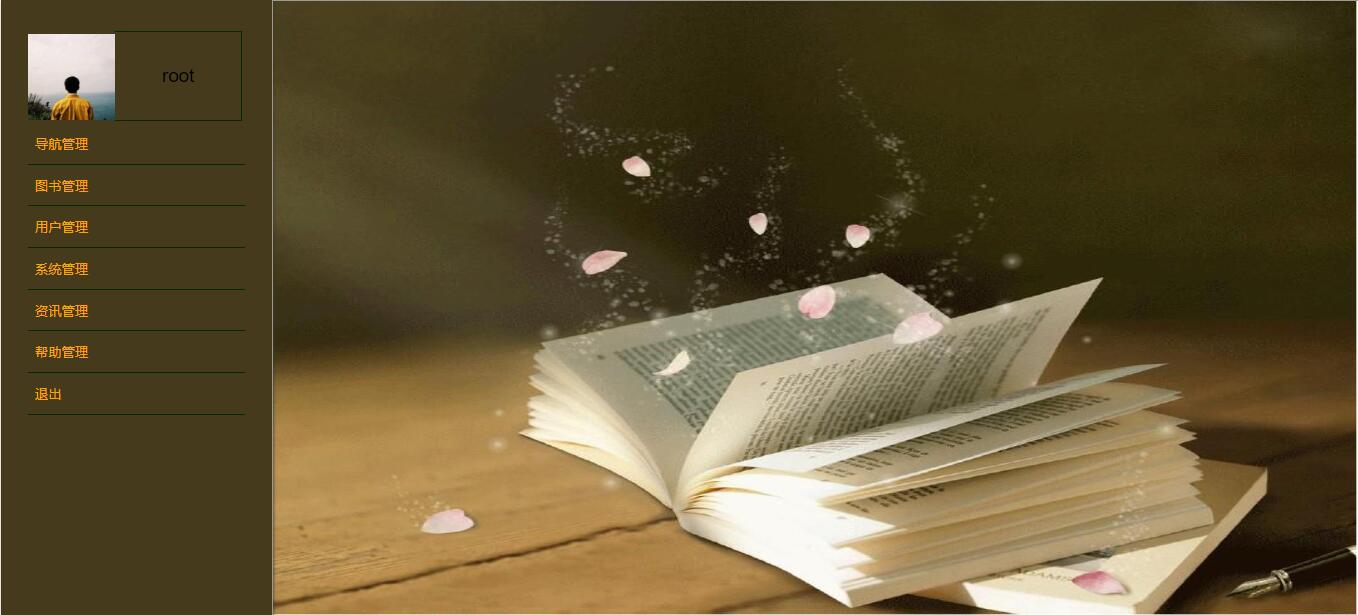 root
导航管理
图书管理
用户管理
系统管理
资讯管理
帮助管理
退出